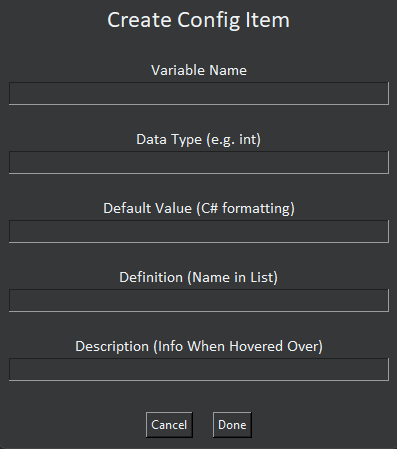 Create Config Item
Variable Name
Data Type (e.g. int)
Default Value (C# formatting)
Definition (Name in List)
Description (Info When Hovered Over)
Cancel Done